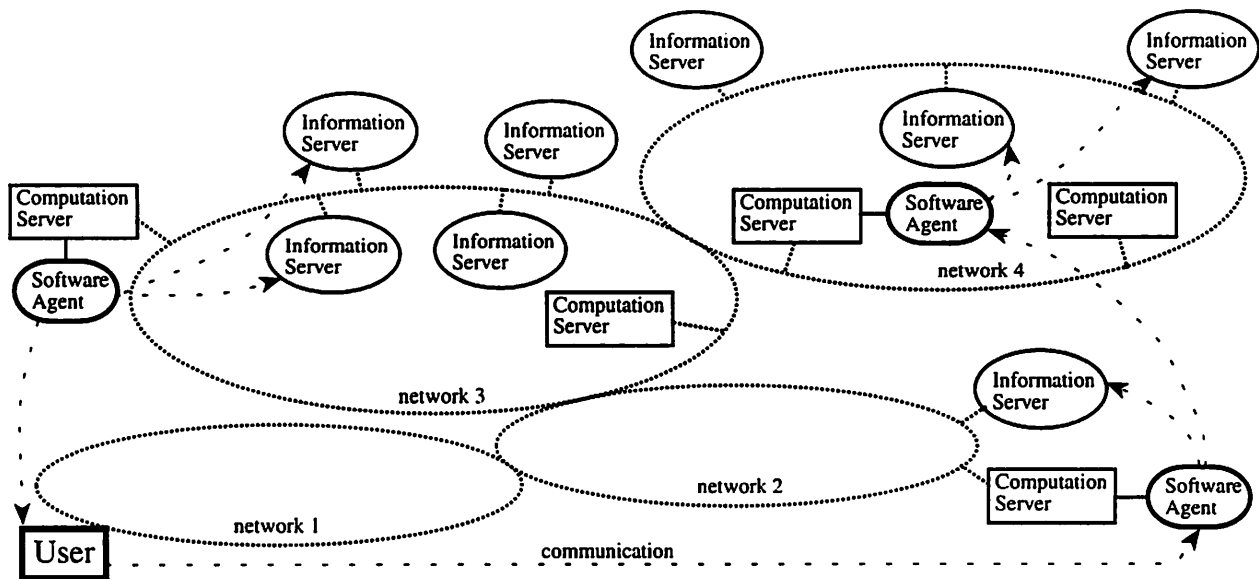 Information
Server
Information
Server
Information
Server
Information
Server
Information
Server
Computation
Server
Information
Server
Information
Server
Computation
Server
Software
Agent
Computation
Server
Software
Agent
network 4
Computation
Server
network 3
Information
Server
network 2
Computation
Server
Software
Agent
network 1
User
communication